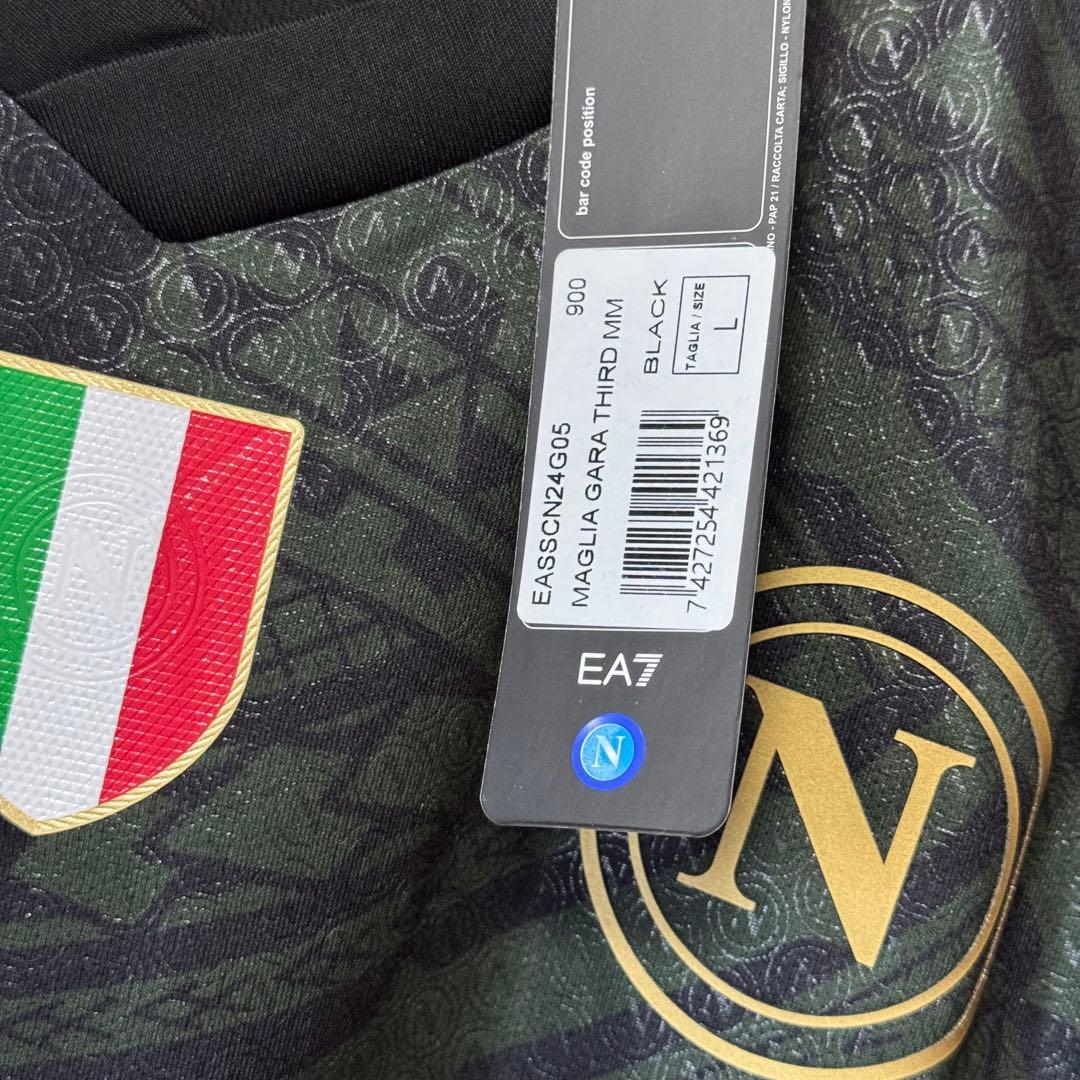 bar code position
NO - PAP 21 / RACCOLTA CARTA; SIGILLO - NYLON
EASSCN24G05 900
MAGLIA GARA THIRD MM
BLACK
TAGLIA / SIZE
L
7 427254 421369
EA7
N
N